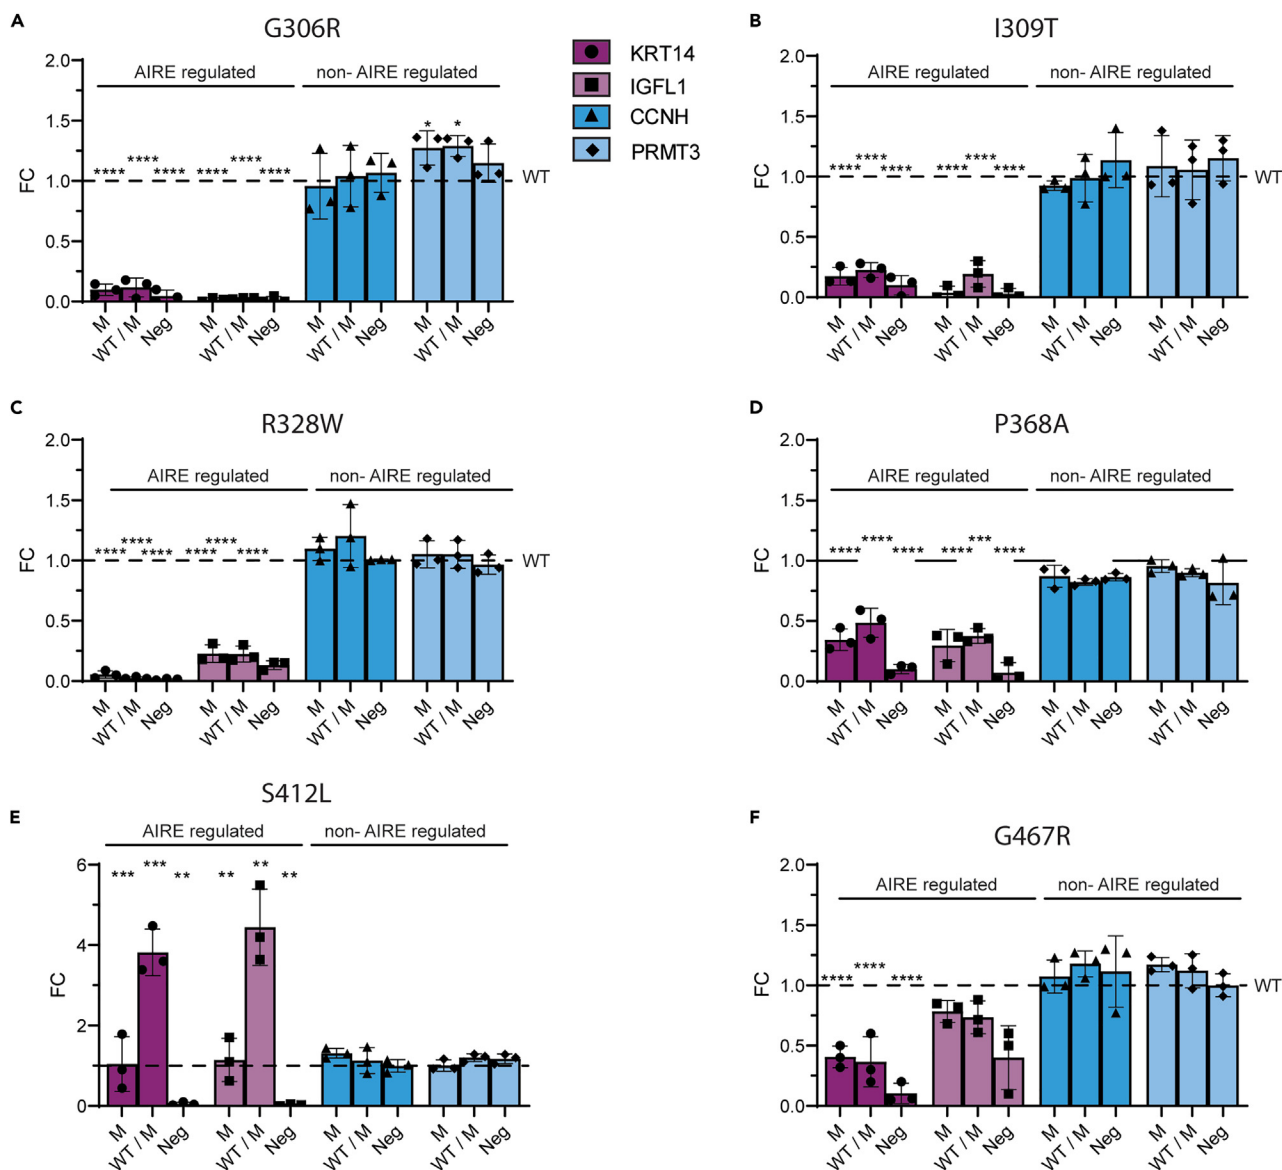 A
G306R
2.0
1.5
1.0
0.5
0.0
FC
AIRE regulated
non- AIRE regulated
**** **** **** **** **** ****
* *
WT
M WT / M Neg M WT / M Neg M WT / M Neg M WT / M Neg
KRT14
IGFL1
CCNH
PRMT3
B
I309T
2.0
1.5
1.0
0.5
0.0
FC
AIRE regulated
non- AIRE regulated
**** **** **** **** **** ****
WT
M WT / M Neg M WT / M Neg M WT / M Neg M WT / M Neg
C
R328W
2.0
1.5
1.0
0.5
0.0
FC
AIRE regulated
non- AIRE regulated
**** **** **** **** **** ****
WT
M WT / M Neg M WT / M Neg M WT / M Neg M WT / M Neg
D
P368A
2.0
1.5
1.0
0.5
0.0
FC
AIRE regulated
non- AIRE regulated
**** **** **** **** *** ****
M WT / M Neg M WT / M Neg M WT / M Neg M WT / M Neg
E
S412L
6
4
2
0
FC
AIRE regulated
non- AIRE regulated
*** *** ** ** ** **
M WT / M Neg M WT / M Neg M WT / M Neg M WT / M Neg
F
G467R
2.0
1.5
1.0
0.5
0.0
FC
AIRE regulated
non- AIRE regulated
**** **** ****
WT
M WT / M Neg M WT / M Neg M WT / M Neg M WT / M Neg